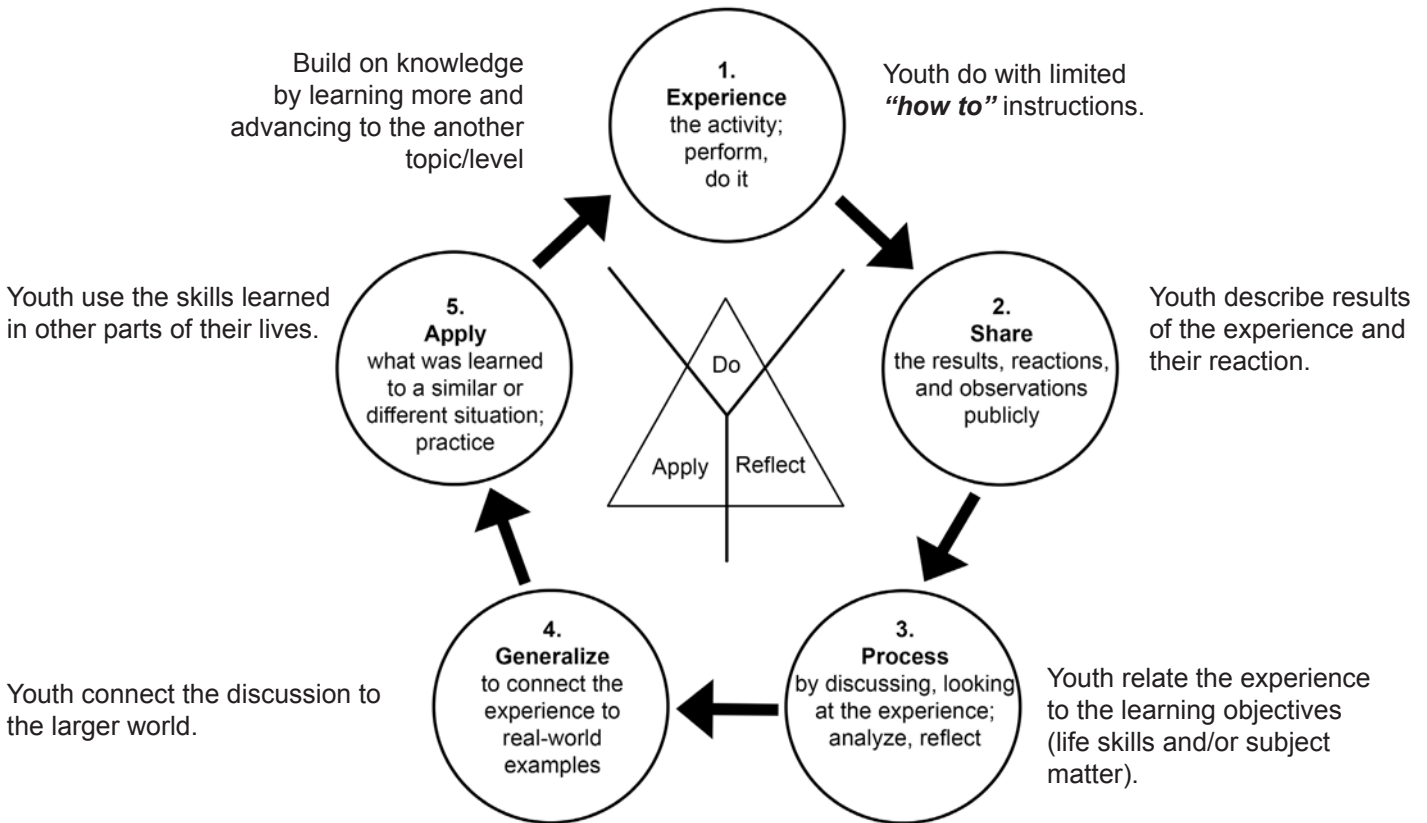 Build on knowledge
by learning more and
advancing to the another
topic/level
1.
Experience
the activity;
perform,
do it
Youth do with limited
“how to” instructions.
Youth use the skills learned
in other parts of their lives.
5.
Apply
what was learned
to a similar or
different situation;
practice
Do
Apply
Reflect
2.
Share
the results, reactions,
and observations
publicly
Youth describe results
of the experience and
their reaction.
Youth connect the discussion to
the larger world.
4.
Generalize
to connect the
experience to
real-world
examples
3.
Process
by discussing, looking
at the experience;
analyze, reflect
Youth relate the experience
to the learning objectives
(life skills and/or subject
matter).